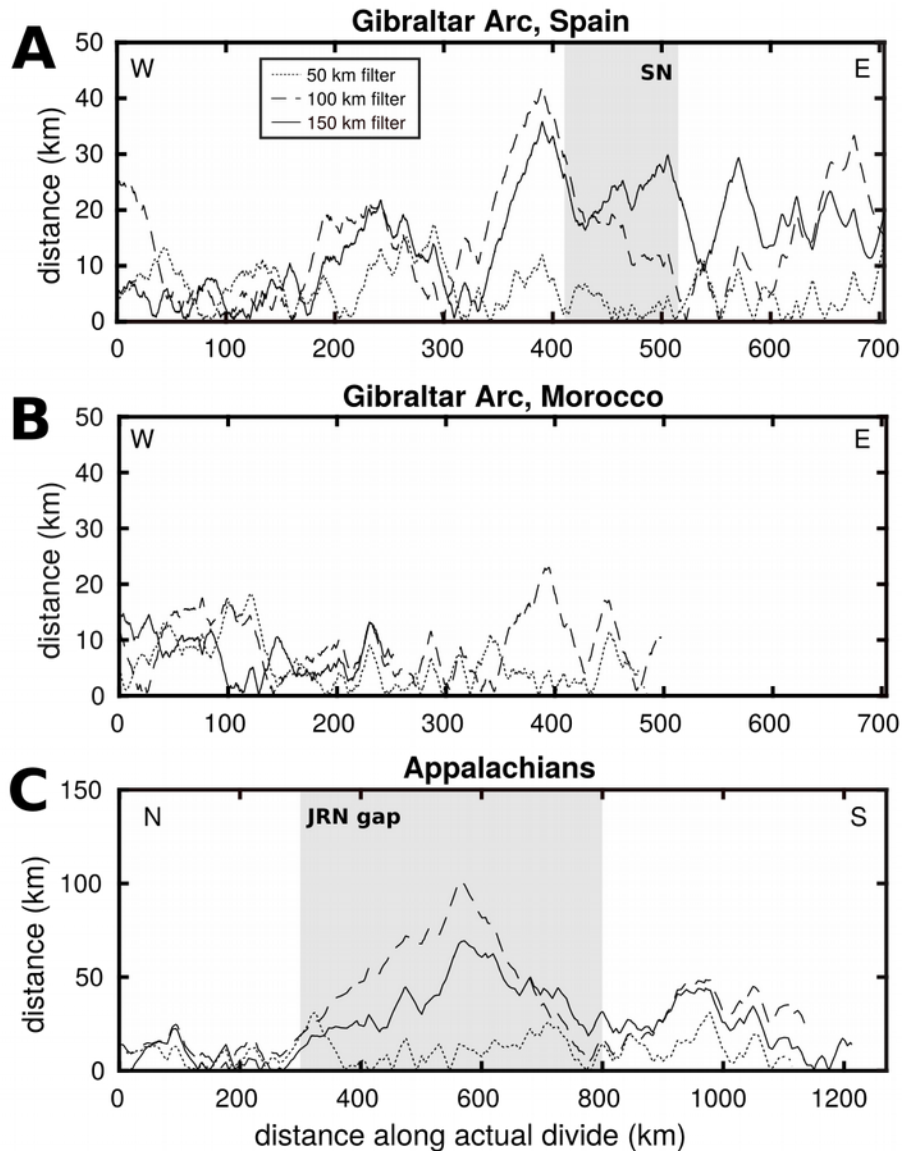 Gibraltar Arc, Spain
A
50
40
30
20
10
0
distance (km)
W
50 km filter
100 km filter
150 km filter
SN
E
0 100 200 300 400 500 600 700
Gibraltar Arc, Morocco
B
50
40
30
20
10
0
distance (km)
W
E
0 100 200 300 400 500 600 700
Appalachians
C
150
100
50
0
distance (km)
N
JRN gap
S
0 200 400 600 800 1000 1200
distance along actual divide (km)